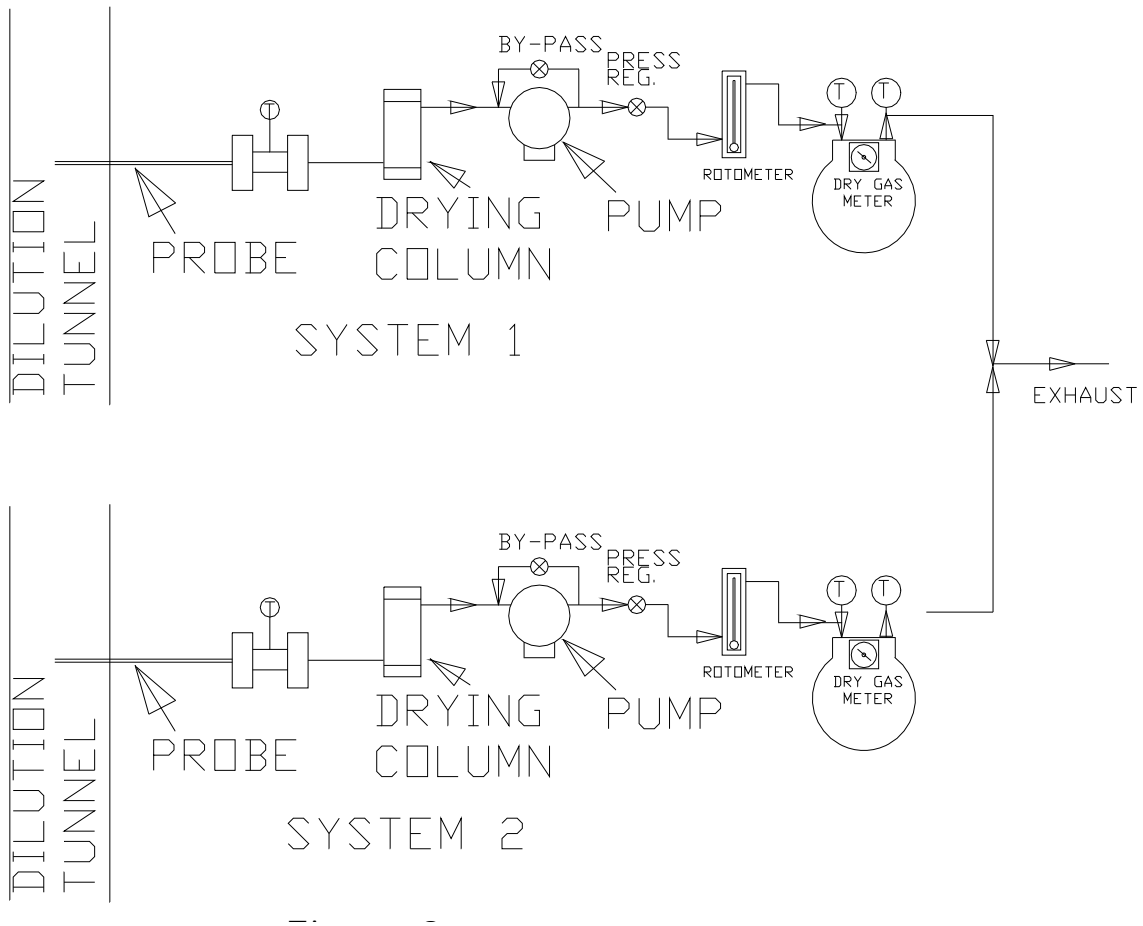 DILUTION
TUNNEL
BY-PASS
PRESS
REG.
T
T
T
PROBE
DRYING
COLUMN
PUMP
ROTOMETER
DRY GAS
METER
SYSTEM 1
EXHAUST
DILUTION
TUNNEL
BY-PASS
PRESS
REG.
T
T
T
PROBE
DRYING
COLUMN
PUMP
ROTOMETER
DRY GAS
METER
SYSTEM 2